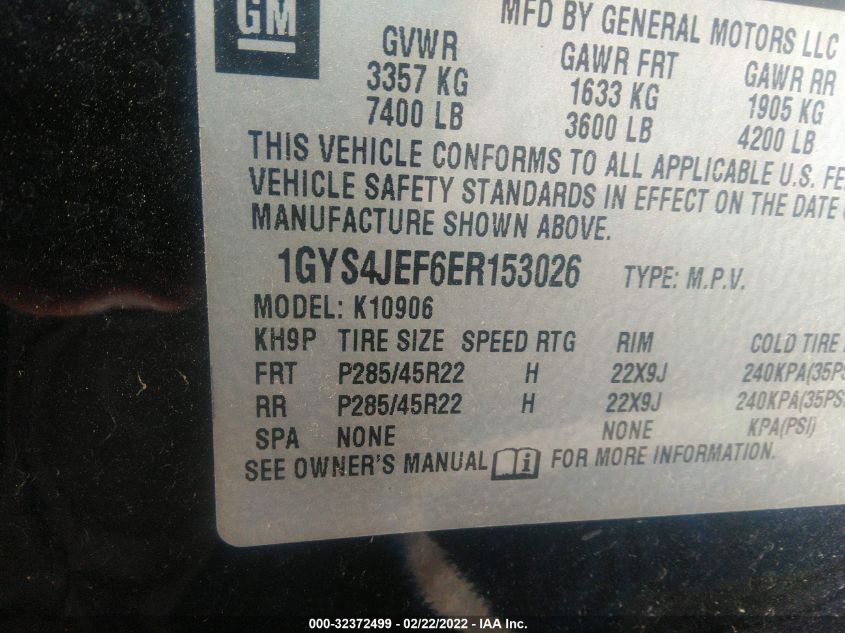 GM
MFD BY GENERAL MOTORS LLC
GVWR GAWR FRT GAWR RR
3357 KG 1633 KG 1905 KG
7400 LB 3600 LB 4200 LB
THIS VEHICLE CONFORMS TO ALL APPLICABLE U.S. FE
VEHICLE SAFETY STANDARDS IN EFFECT ON THE DATE
MANUFACTURE SHOWN ABOVE.
1GYS4JEF6ER153026 TYPE: M.P.V.
MODEL: K10906
KH9P TIRE SIZE SPEED RTG RIM COLD TIRE
FRT P285/45R22 H 22X9J 240KPA(35PS
RR P285/45R22 H 22X9J 240KPA(35PS
SPA NONE NONE KPA(PSI)
SEE OWNER'S MANUAL i FOR MORE INFORMATION.
000-32372499 - 02/22/2022 - IAA Inc.